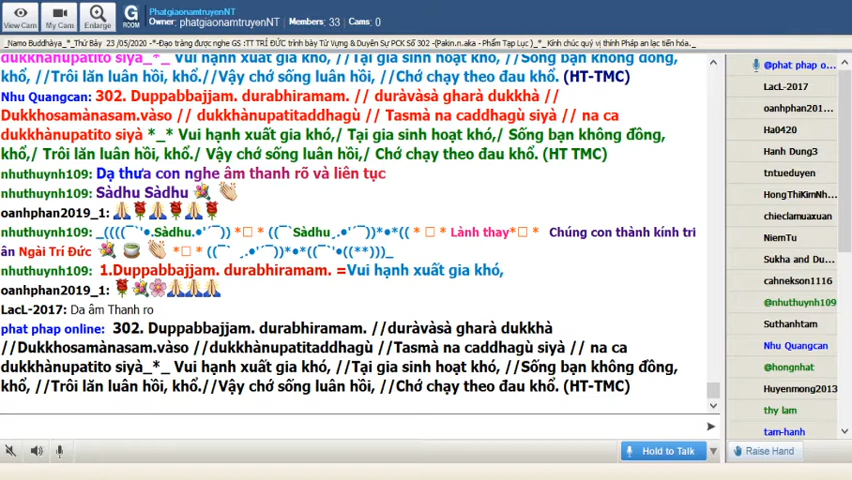 View Cam
My Cam
Enlarge
G
ROOM
PhatgiaonamtruyenNT
Owner: phatgiaonamtruyenNT | Members: 33 | Cams: 0
_Namo Buddhàya_*_Thứ Bảy 23 /05/2020 -*-Đạo tràng được nghe GS :TT TRÍ ĐỨC trình bày Từ Vựng & Duyên Sự PCK Số 302 -(Pakin.n.aka - Phẩm Tạp Lục )_*_Kính chúc quý vị thính Pháp an lạc tiến hóa._
dukkhànupatito siyà_*_ Vui hạnh xuất gia khó, //Tại gia sinh hoạt khó, //Sống bạn không đồng,
khổ, //Trôi lăn luân hồi, khổ.//Vậy chớ sống luân hồi, //Chớ chạy theo đau khổ. (HT-TMC)
Nhu Quangcan: 302. Duppabbajjam. durabhiramam. // duràvàsà gharà dukkhà //
Dukkhosamànasam.vàso // dukkhànupatitaddhagù // Tasmà na caddhagù siyà // na ca
dukkhànupatito siyà *_* Vui hạnh xuất gia khó,/ Tại gia sinh hoạt khó,/ Sống bạn không đồng,
khổ,/ Trôi lăn luân hồi, khổ./ Vậy chớ sống luân hồi,/ Chớ chạy theo đau khổ. (HT TMC)
nhuthuynh109: Dạ thưa con nghe âm thanh rõ và liên tục
nhuthuynh109: Sàdhu Sàdhu
oanhphan2019_1:
nhuthuynh109: _((((¯`'•.Sàdhu.•'´¯)) *□ * ((¯`Sàdhu¸.•'´¯))*•*(( * □ * Lành thay*□ * Chúng con thành kính tri
ân Ngài Trí Đức *□ * ((¯` ¸.•'´¯))*•*((¯`'•((**)))_
nhuthuynh109: 1.Duppabbajjam. durabhiramam. =Vui hạnh xuất gia khó,
oanhphan2019_1:
LacL-2017: Da âm Thanh ro
phat phap online: 302. Duppabbajjam. durabhiramam. //duràvàsà gharà dukkhà
//Dukkhosamànasam.vàso //dukkhànupatitaddhagù //Tasmà na caddhagù siyà // na ca
dukkhànupatito siyà_*_ Vui hạnh xuất gia khó, //Tại gia sinh hoạt khó, //Sống bạn không đồng,
khổ, //Trôi lăn luân hồi, khổ.//Vậy chớ sống luân hồi, //Chớ chạy theo đau khổ. (HT-TMC)
Hold to Talk
@phat phap o...
LacL-2017
oanhphan201...
Ha0420
Hanh Dung3
tntueduyen
HongThiKimNh...
chieclamuaxuan
NiemTu
Sukha and Du...
cahnekson1116
@nhuthuynh109
Suthanhtam
Nhu Quangcan
@hongnhat
Huyenmong2013
thy lam
tam-hanh
Raise Hand